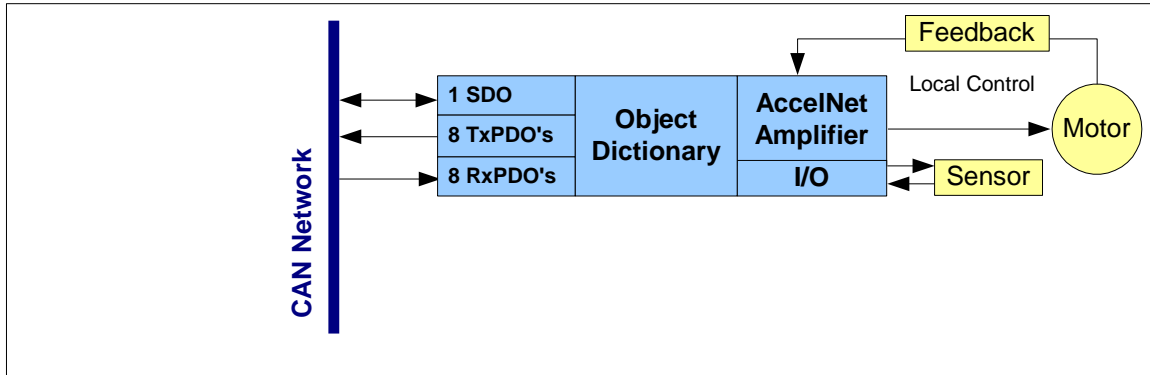 Feedback
Local Control
1 SDO
8 TxPDO's
8 RxPDO's
Object
Dictionary
AccelNet
Amplifier
I/O
Motor
Sensor
CAN Network